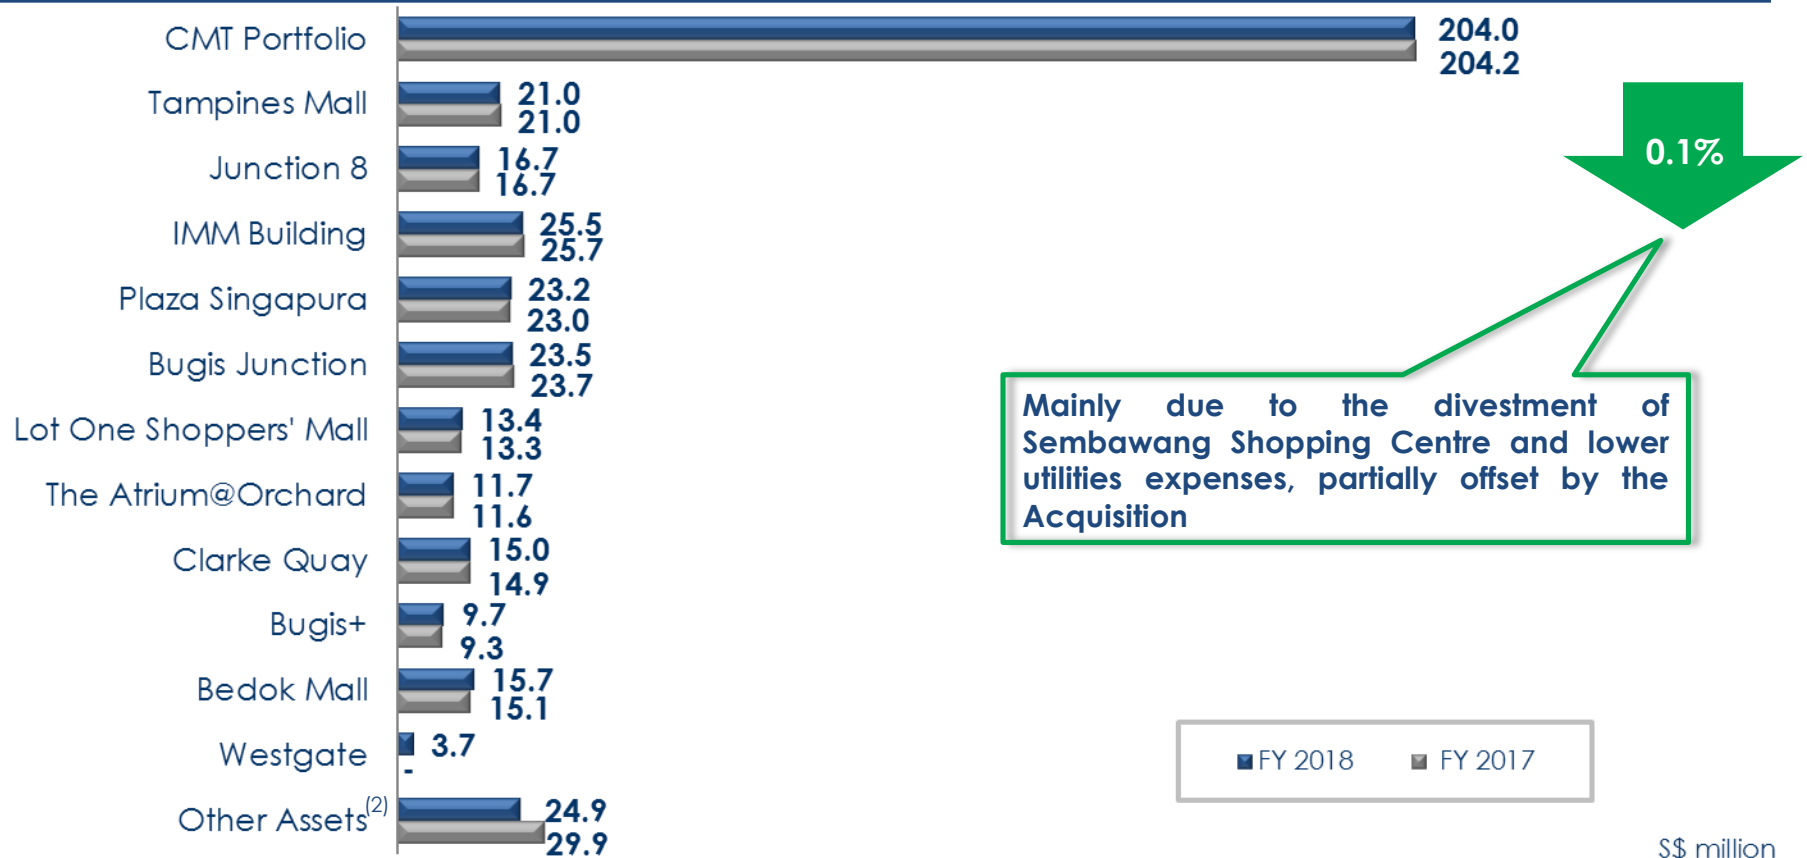 CMT Portfolio
204.0
204.2
Tampines Mall
21.0
21.0
0.1%
Junction 8
16.7
16.7
IMM Building
25.5
25.7
Plaza Singapura
23.2
23.0
Bugis Junction
23.5
23.7
Mainly due to the divestment of
Sembawang Shopping Centre and lower
utilities expenses, partially offset by the
Acquisition
Lot One Shoppers' Mall
13.4
13.3
The Atrium@Orchard
11.7
11.6
Clarke Quay
15.0
14.9
Bugis+
9.7
9.3
Bedok Mall
15.7
15.1
Westgate
3.7
-
FY 2018 FY 2017
Other Assets(2)
24.9
29.9
S$ million